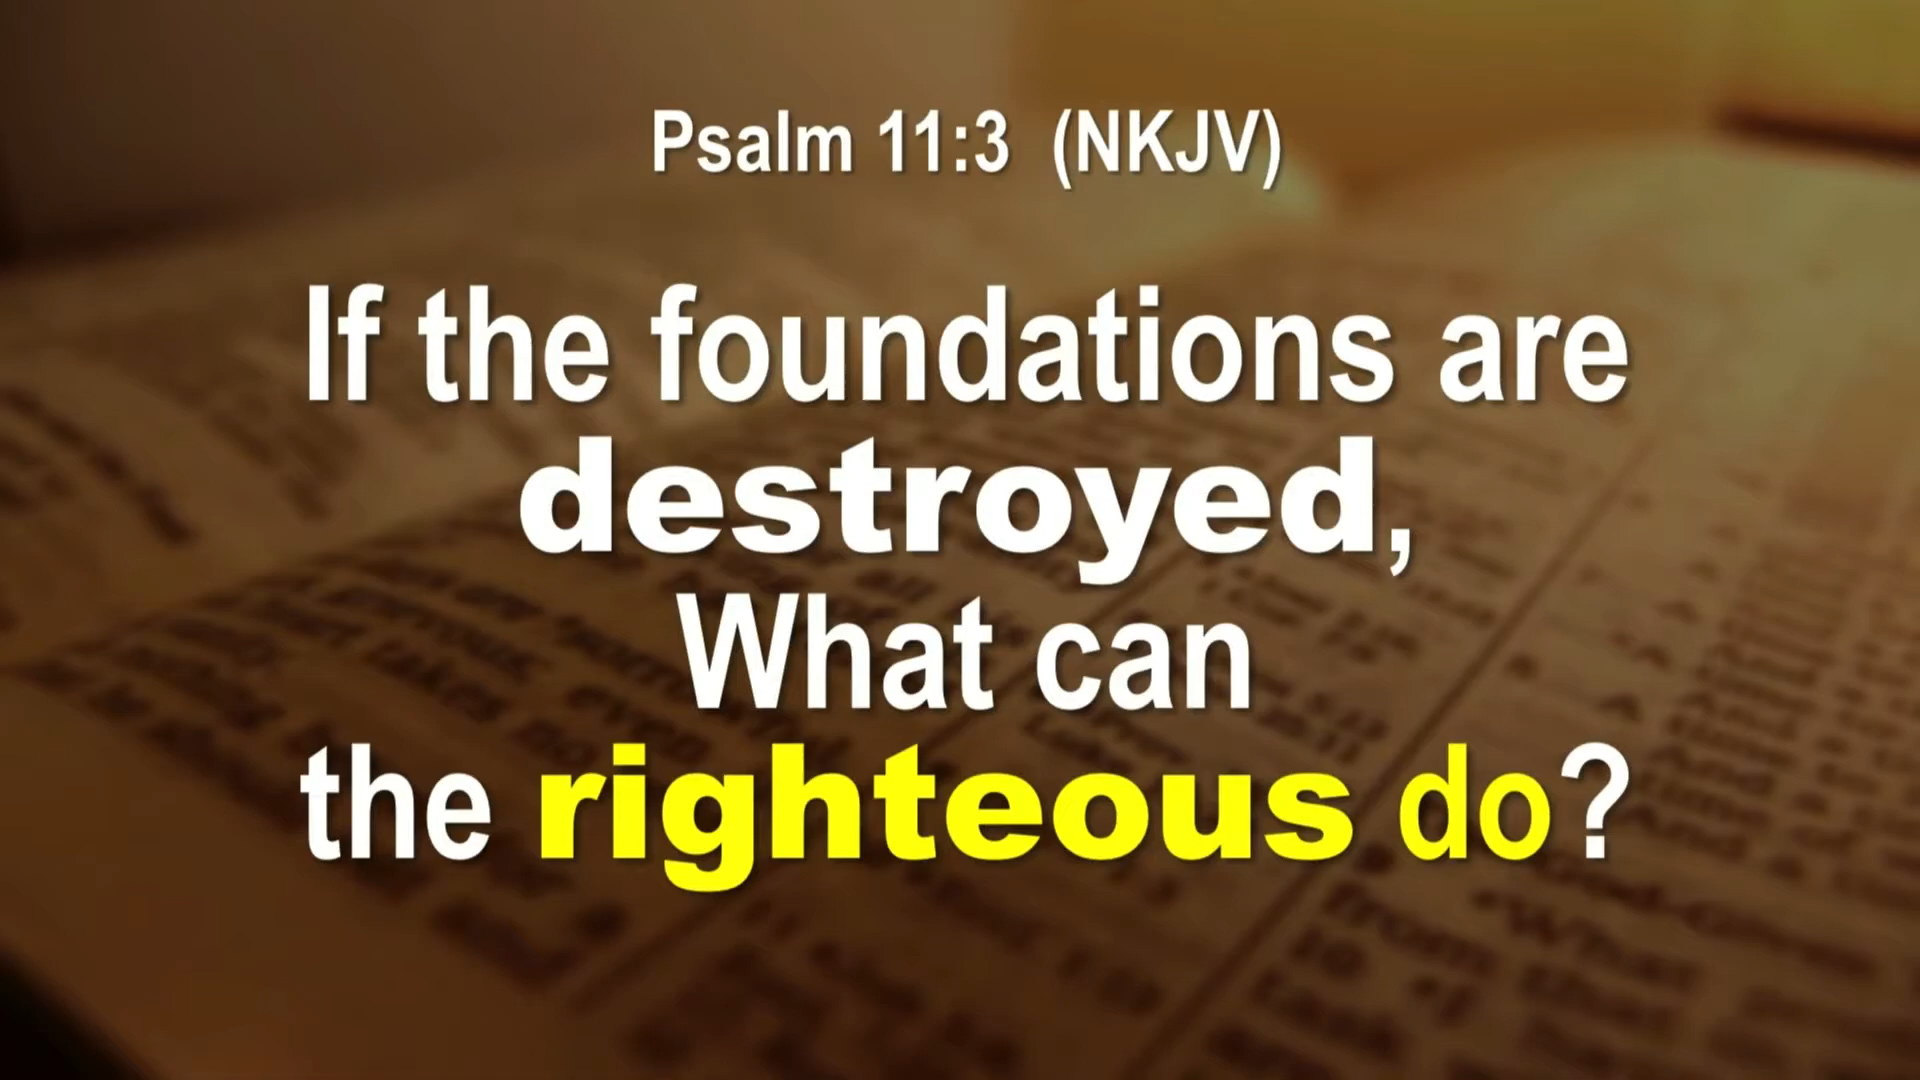 Psalm 11:3 (NKJV)
If the foundations are
destroyed,
What can
the righteous do?